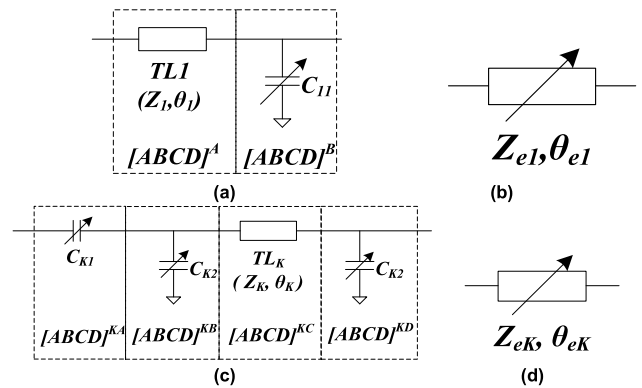 TL1
(Z1,θ1)
C11
[ABCD]^A
[ABCD]^B
(a)
Ze1,θe1
(b)
CK1
CK2
TLK
(ZK, θK)
CK2
[ABCD]^KA
[ABCD]^KB
[ABCD]^KC
[ABCD]^KD
(c)
ZeK, θeK
(d)